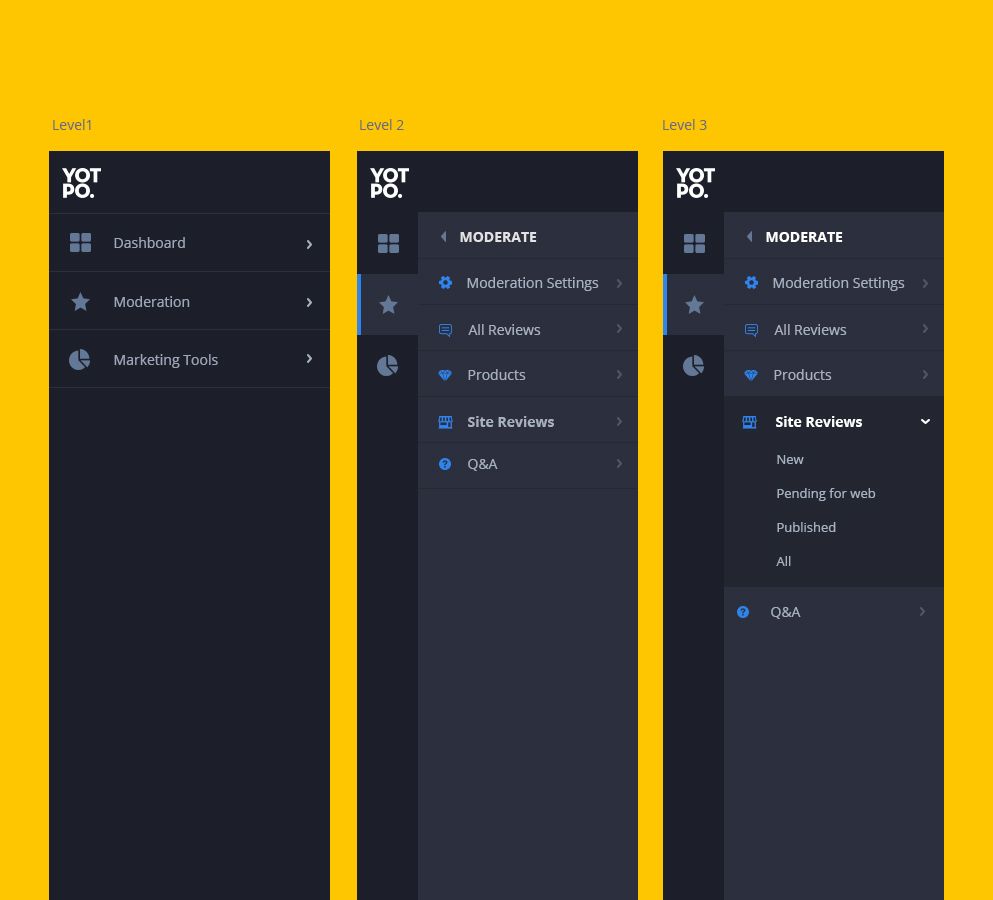 Level1
YOT
PO.
Dashboard
Moderation
Marketing Tools
Level 2
YOT
PO.
MODERATE
Moderation Settings
All Reviews
Products
Site Reviews
Q&A
Level 3
YOT
PO.
MODERATE
Moderation Settings
All Reviews
Products
Site Reviews
New
Pending for web
Published
All
Q&A